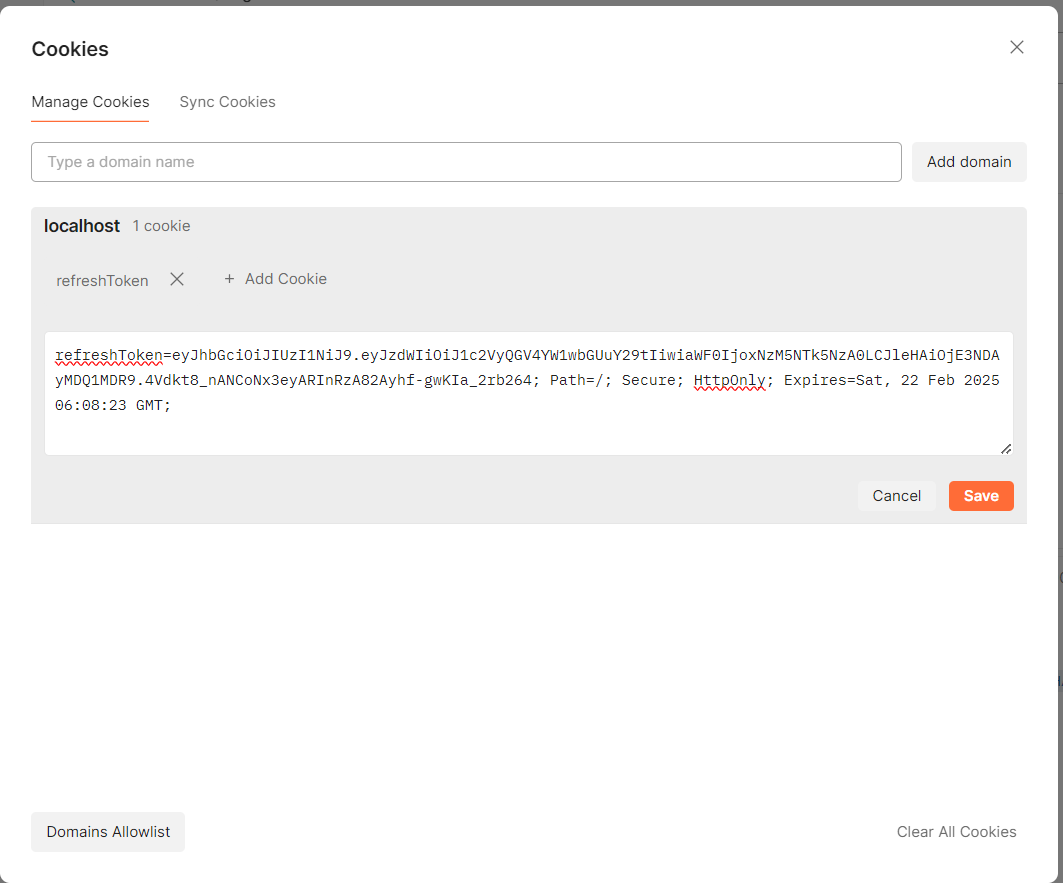 Cookies
Manage Cookies
Sync Cookies
Type a domain name
Add domain
localhost 1 cookie
refreshToken
+ Add Cookie
refreshToken=eyJhbGciOiJIUzI1NiJ9.eyJzdWIiOiJ1c2VyQGV4YW1wbGUuY29tIiwiaWF0IjoxNzM5NTk5NzA0LCJleHAiOjE3NDA
yMDQ1MDR9.4Vdkt8_nANCoNx3eyARInRzA82Ayhf-gwKIa_2rb264; Path=/; Secure; HttpOnly; Expires=Sat, 22 Feb 2025
06:08:23 GMT;
Cancel
Save
Domains Allowlist
Clear All Cookies